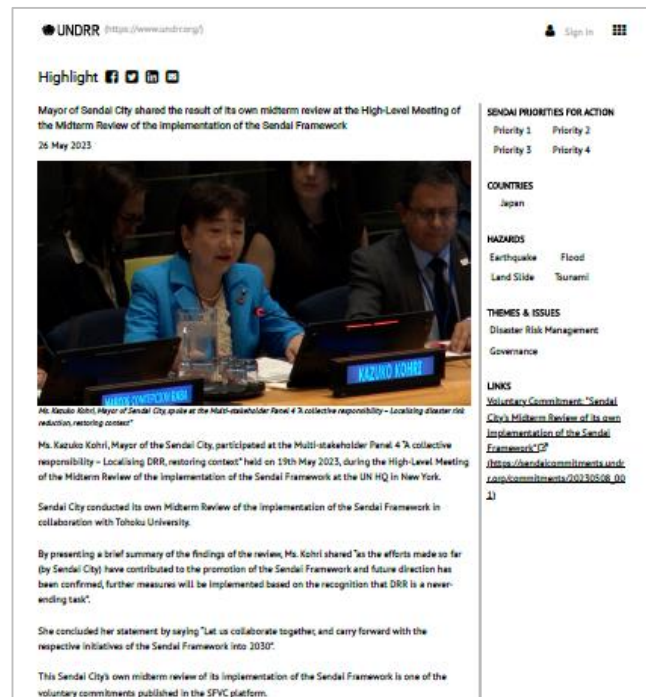 UNDRR (https://www.undrr.org/)
Sign in
Highlight
Mayor of Sendai City shared the result of its own midterm review at the High-Level Meeting of
the Midterm Review of the implementation of the Sendai Framework
26 May 2023
KAZUKO KOHRI
Ms. Kazuko Kohri, Mayor of Sendai City, spoke at the Multi-stakeholder Panel 4 "A collective responsibility – Localising disaster risk
reduction, restoring context"
Ms. Kazuko Kohri, Mayor of the Sendai City, participated at the Multi-stakeholder Panel 4 "A collective
responsibility – Localising DRR, restoring context" held on 19th May 2023, during the High-Level Meeting
of the Midterm Review of the implementation of the Sendai Framework at the UN HQ in New York.
Sendai City conducted its own Midterm Review of the implementation of the Sendai Framework in
collaboration with Tohoku University.
By presenting a brief summary of the findings of the review, Ms. Kohri shared "as the efforts made so far
(by Sendai City) have contributed to the promotion of the Sendai Framework and future direction has
been confirmed, further measures will be implemented based on the recognition that DRR is a never-
ending task".
She concluded her statement by saying "Let us collaborate together, and carry forward with the
respective initiatives of the Sendai Framework into 2030".
This Sendai City's own midterm review of its implementation of the Sendai Framework is one of the
voluntary commitments published in the SFVC platform.
SENDAI PRIORITIES FOR ACTION
Priority 1 Priority 2
Priority 3 Priority 4
COUNTRIES
Japan
HAZARDS
Earthquake Flood
Land Slide Tsunami
THEMES & ISSUES
Disaster Risk Management
Governance
LINKS
Voluntary Commitment: "Sendai
City's Midterm Review of its own
implementation of the Sendai
Framework"
(https://sendaicommitments.undr
r.org/commitments/20230508_00
1)